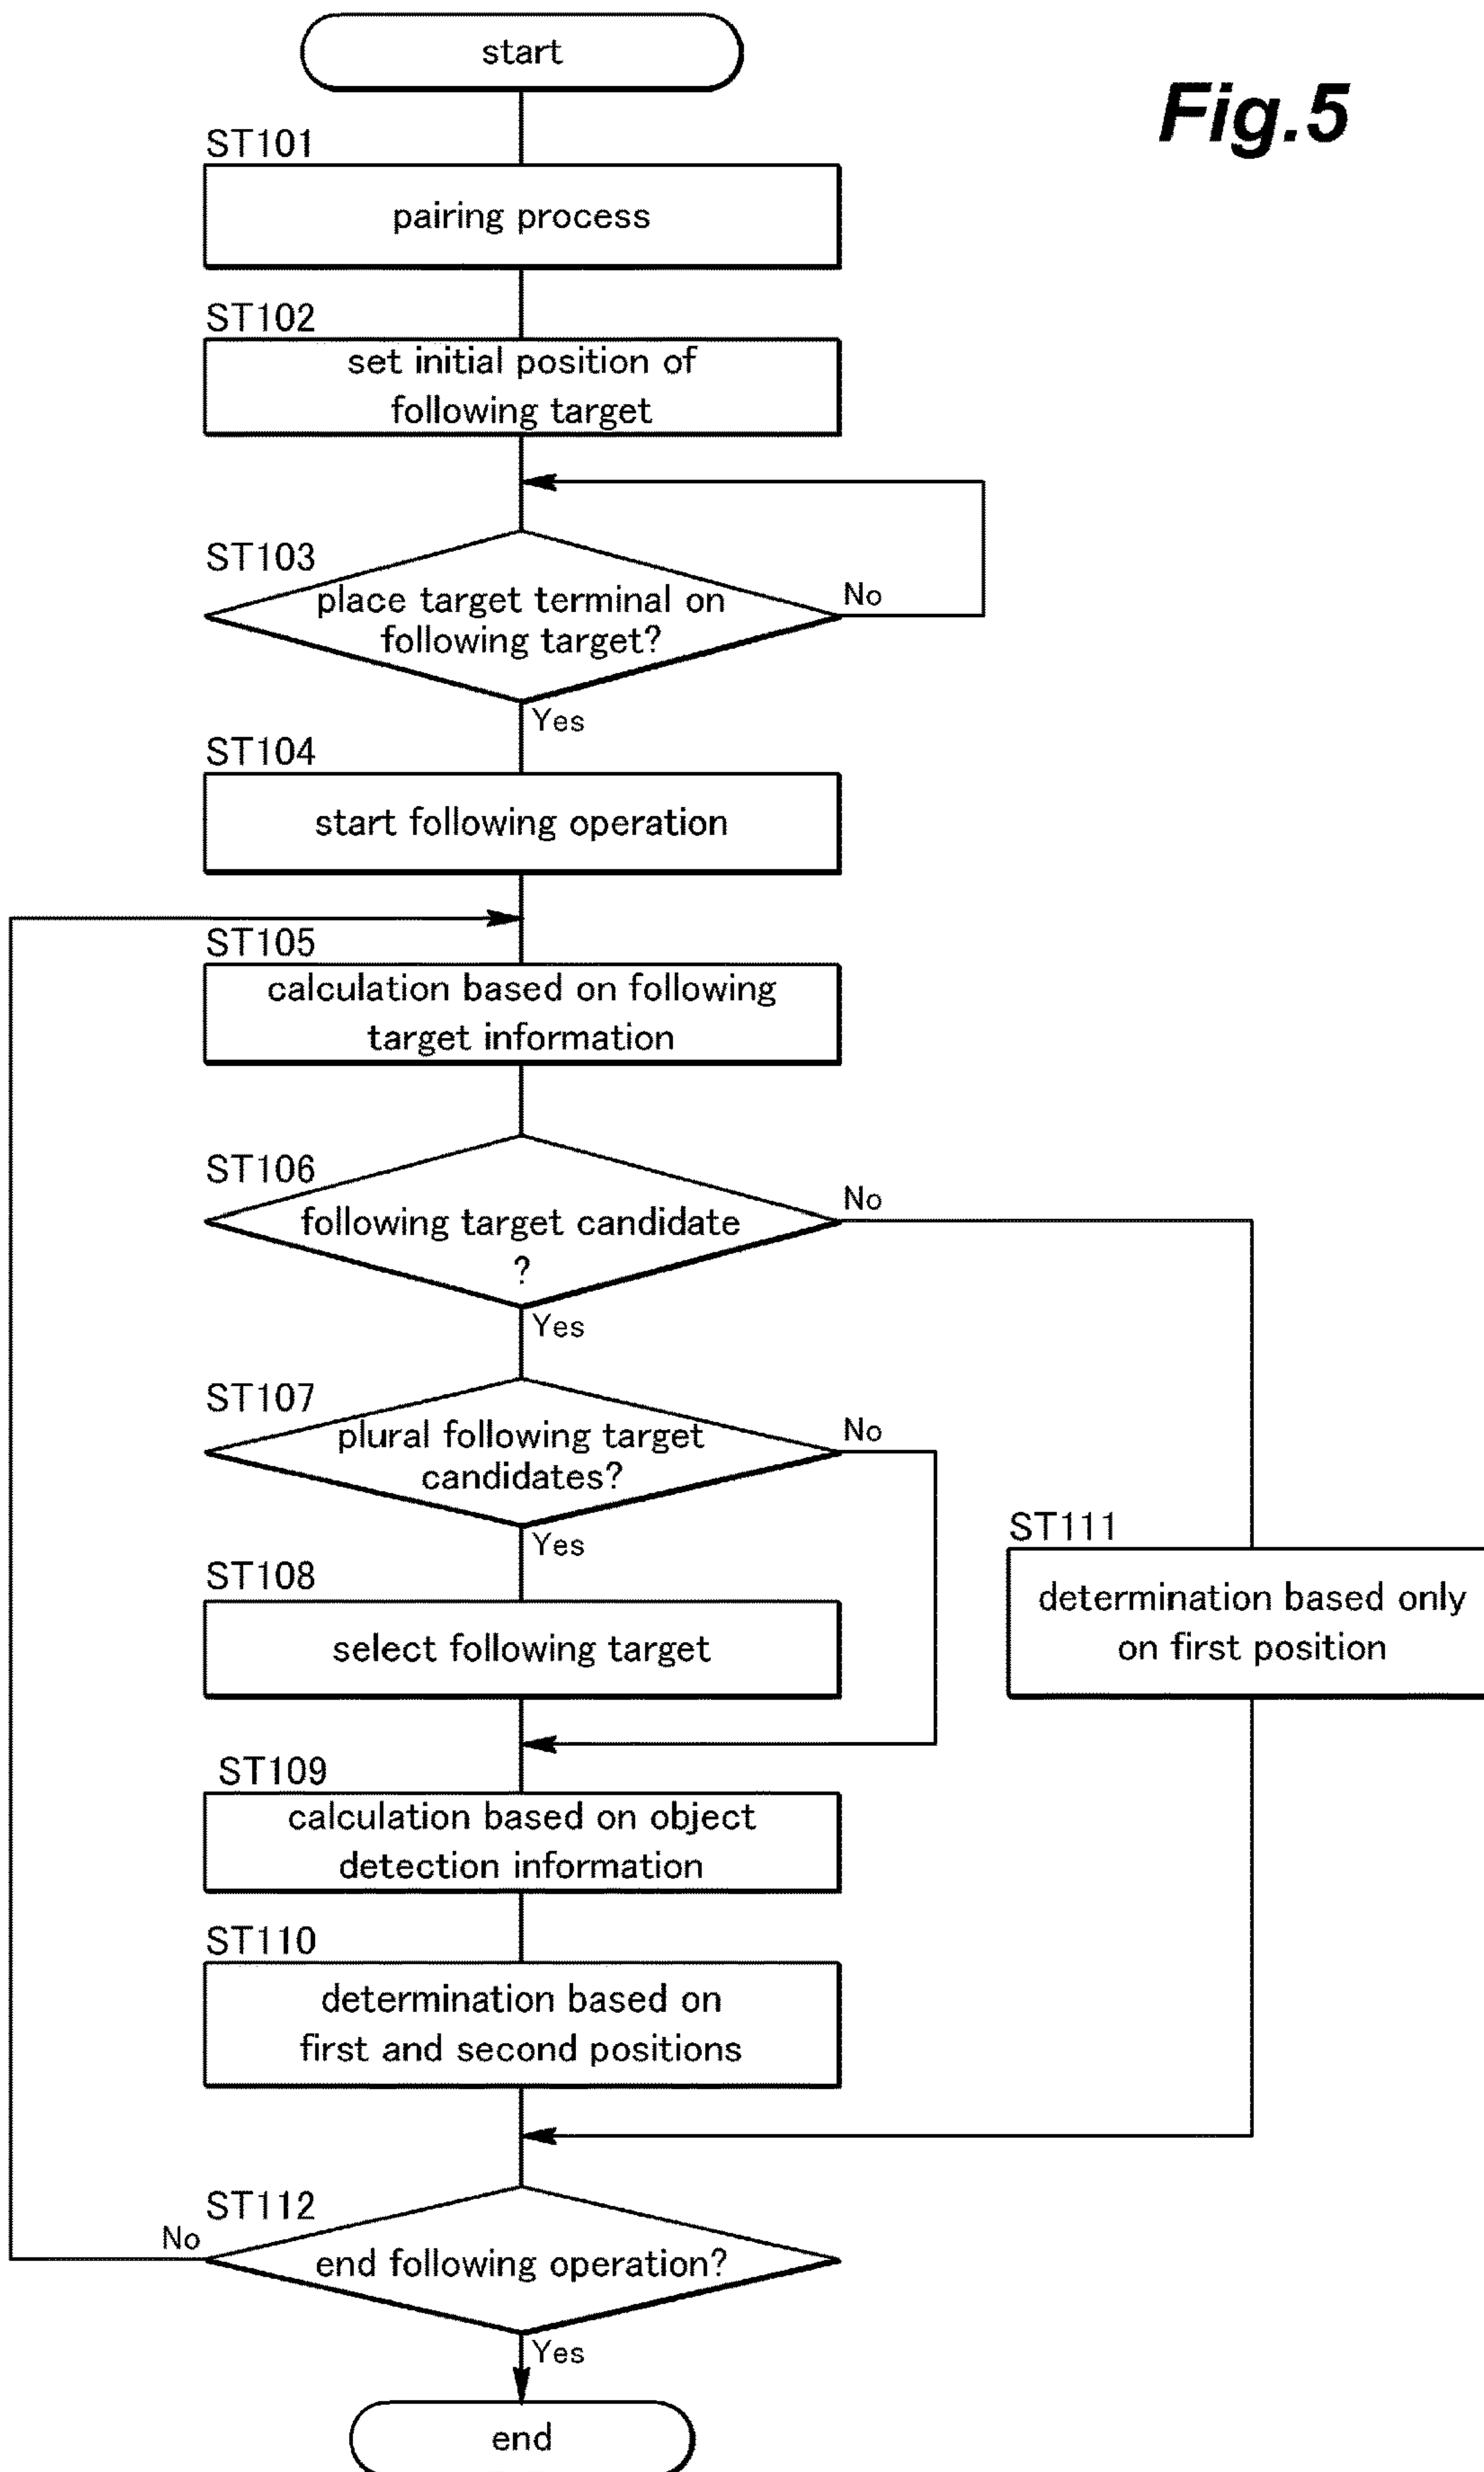 start
Fig.5
ST101
pairing process
ST102
set initial position of
following target
ST103
place target terminal on
following target?
No
Yes
ST104
start following operation
ST105
calculation based on following
target information
ST106
following target candidate
?
No
Yes
ST107
plural following target
candidates?
No
Yes
ST111
determination based only
on first position
ST108
select following target
ST109
calculation based on object
detection information
ST110
determination based on
first and second positions
ST112
No
end following operation?
Yes
end